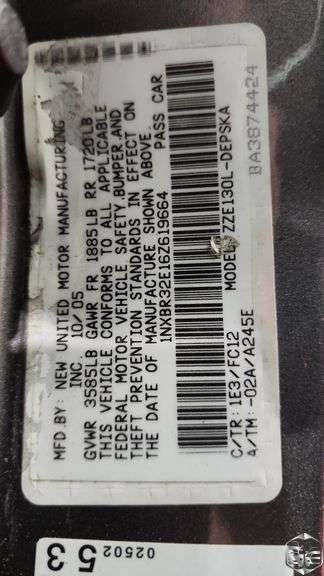 MFD BY: NEW UNITED MOTOR MANUFACTURING
INC 10/05
GVWR 3585LB GAWR FR 1885LB RR 1720LB
THIS VEHICLE CONFORMS TO ALL APPLICABLE
FEDERAL MOTOR VEHICLE SAFETY, BUMPER, AND
THEFT PREVENTION STANDARDS IN EFFECT ON
THE DATE OF MANUFACTURE SHOWN ABOVE.
1NXBR32E16Z619664 PASS CAR
MODEL: ZZE130L-DEPSKA
C/TR: 1E3/FC12
A/TM: -02A/A245E
BA3874424
02502
53